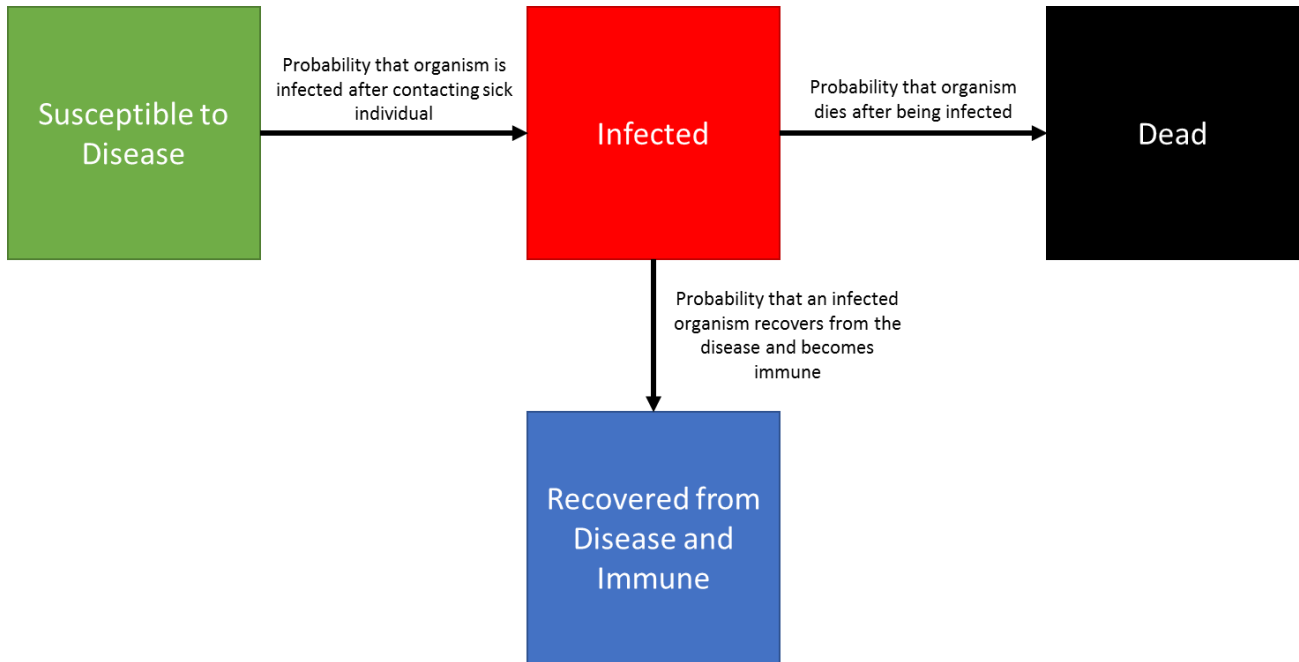 Susceptible to
Disease
Probability that organism is
infected after contacting sick
individual
Infected
Probability that organism
dies after being infected
Dead
Probability that an infected
organism recovers from the
disease and becomes
immune
Recovered from
Disease and
Immune